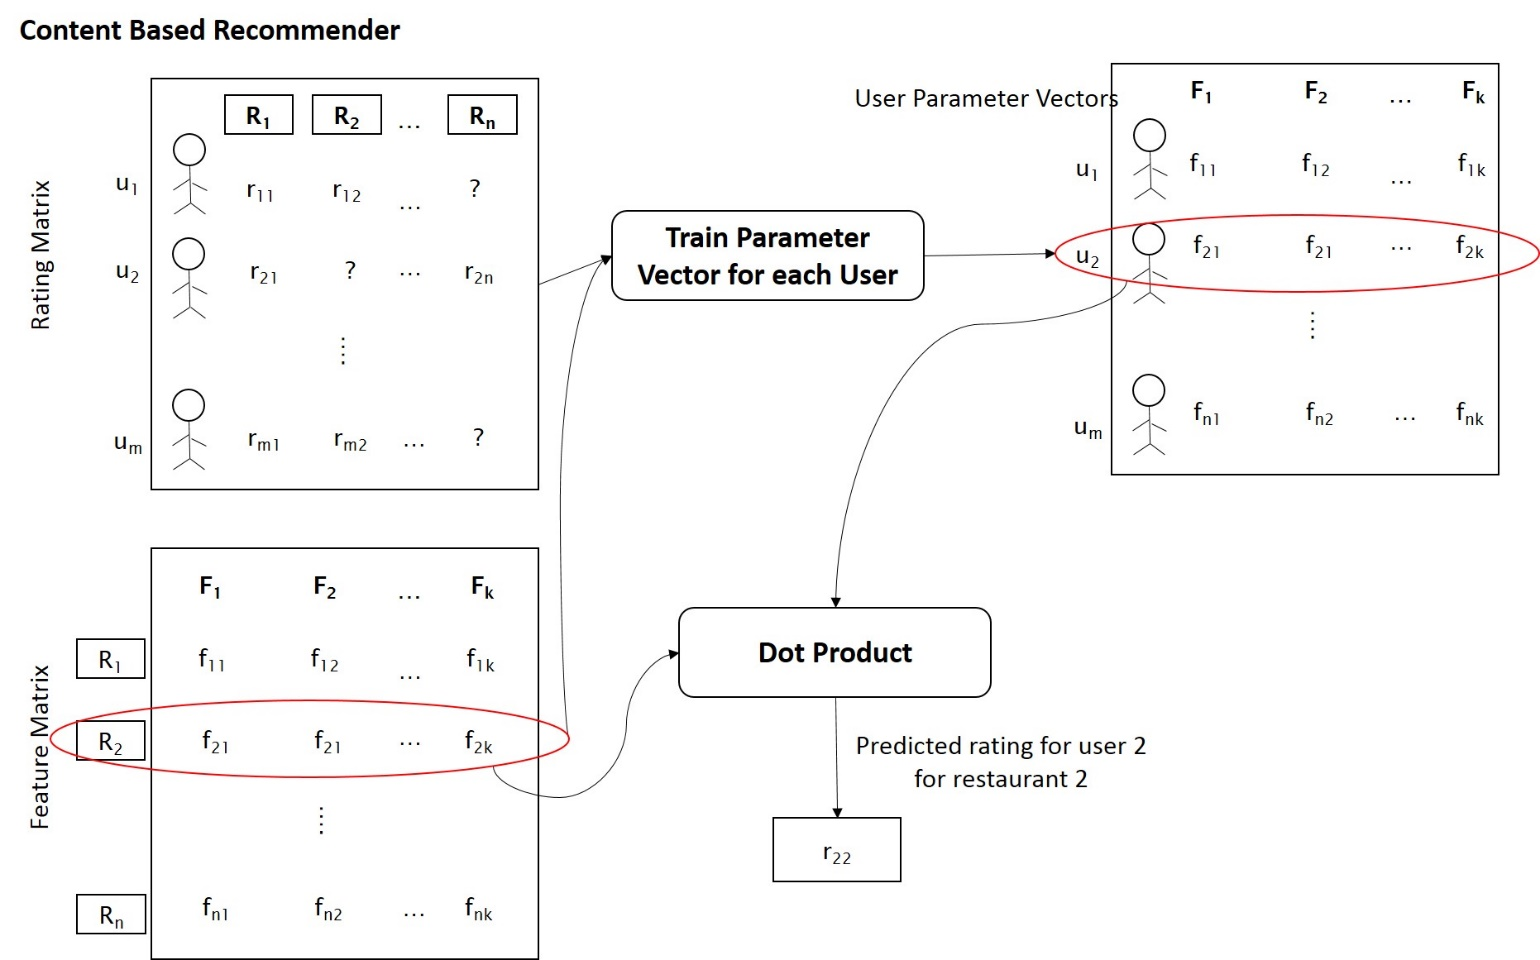 Content Based Recommender
Rating Matrix
R1 R2 ... Rn
u1 r11 r12 ... ?
u2 r21 ? ... r2n
um rm1 rm2 ... ?
Train Parameter
Vector for each User
User Parameter Vectors
F1 F2 ... Fk
u1 f11 f12 ... f1k
u2 f21 f21 ... f2k
um fn1 fn2 ... fnk
Feature Matrix
F1 F2 ... Fk
R1 f11 f12 ... f1k
R2 f21 f21 ... f2k
Rn fn1 fn2 ... fnk
Dot Product
Predicted rating for user 2
for restaurant 2
r22